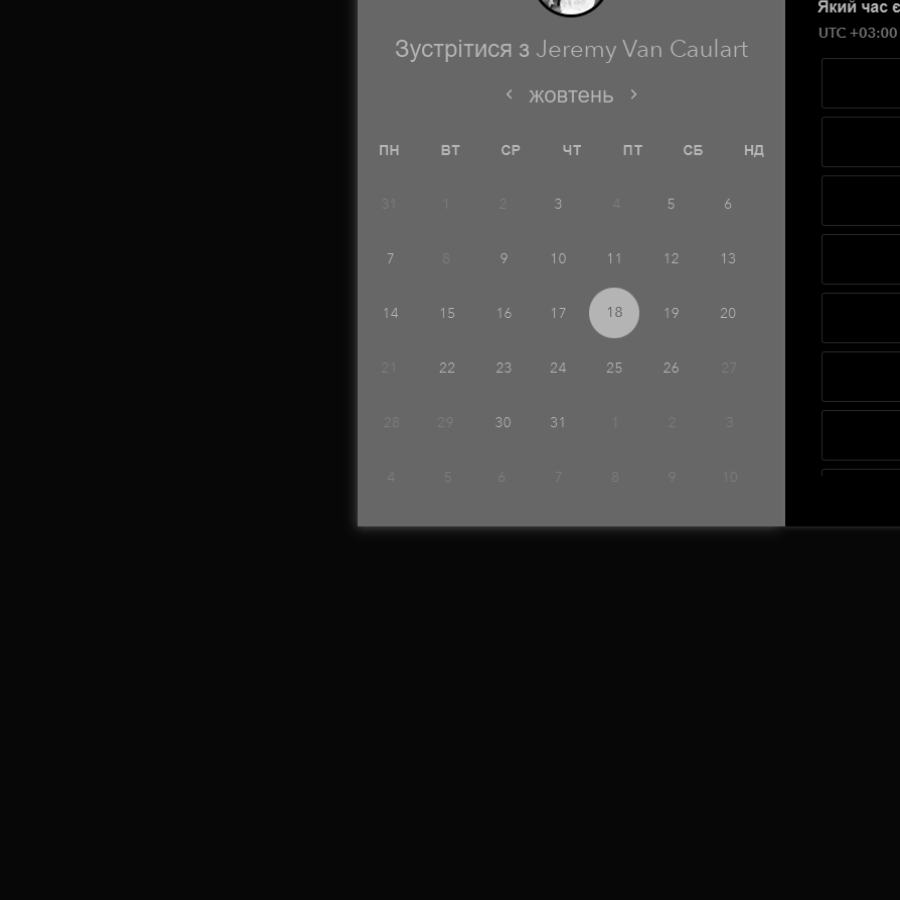 Зустрітися з Jeremy Van Caulart
жовтень
ПН ВТ СР ЧТ ПТ СБ НД
31 1 2 3 4 5 6
7 8 9 10 11 12 13
14 15 16 17 18 19 20
21 22 23 24 25 26 27
28 29 30 31 1 2 3
4 5 6 7 8 9 10
Який час є
UTC +03:00